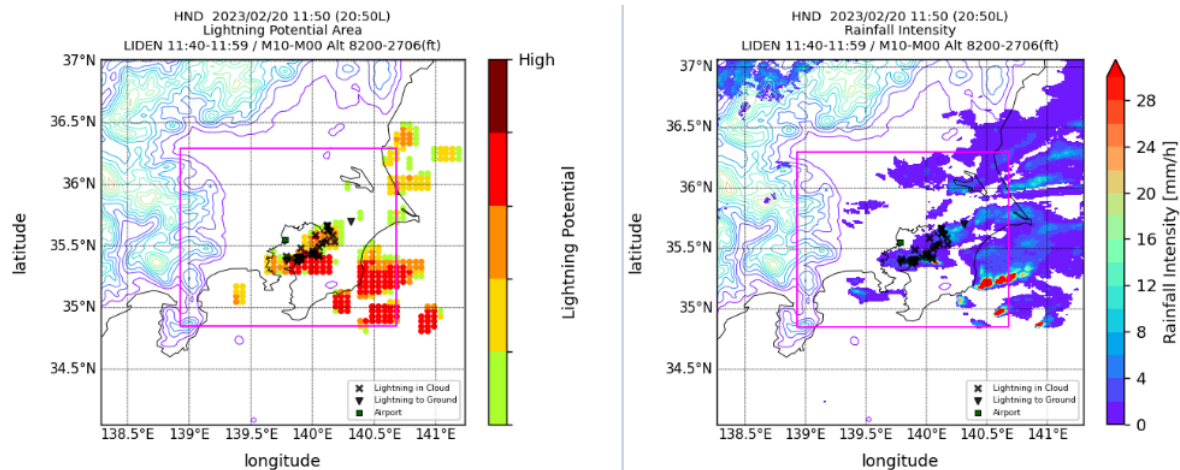 HND 2023/02/20 11:50 (20:50L)
Lightning Potential Area
LIDEN 11:40-11:59 / M10-M00 Alt 8200-2706(ft)
37°N
36.5°N
36°N
35.5°N
35°N
34.5°N
latitude
138.5°E 139°E 139.5°E 140°E 140.5°E 141°E
longitude
Lightning in Cloud
Lightning to Ground
Airport
High
Lightning Potential
HND 2023/02/20 11:50 (20:50L)
Rainfall Intensity
LIDEN 11:40-11:59 / M10-M00 Alt 8200-2706(ft)
37°N
36.5°N
36°N
35.5°N
35°N
34.5°N
latitude
138.5°E 139°E 139.5°E 140°E 140.5°E 141°E
longitude
Lightning in Cloud
Lightning to Ground
Airport
28
24
20
16
12
8
4
0
Rainfall Intensity [mm/h]